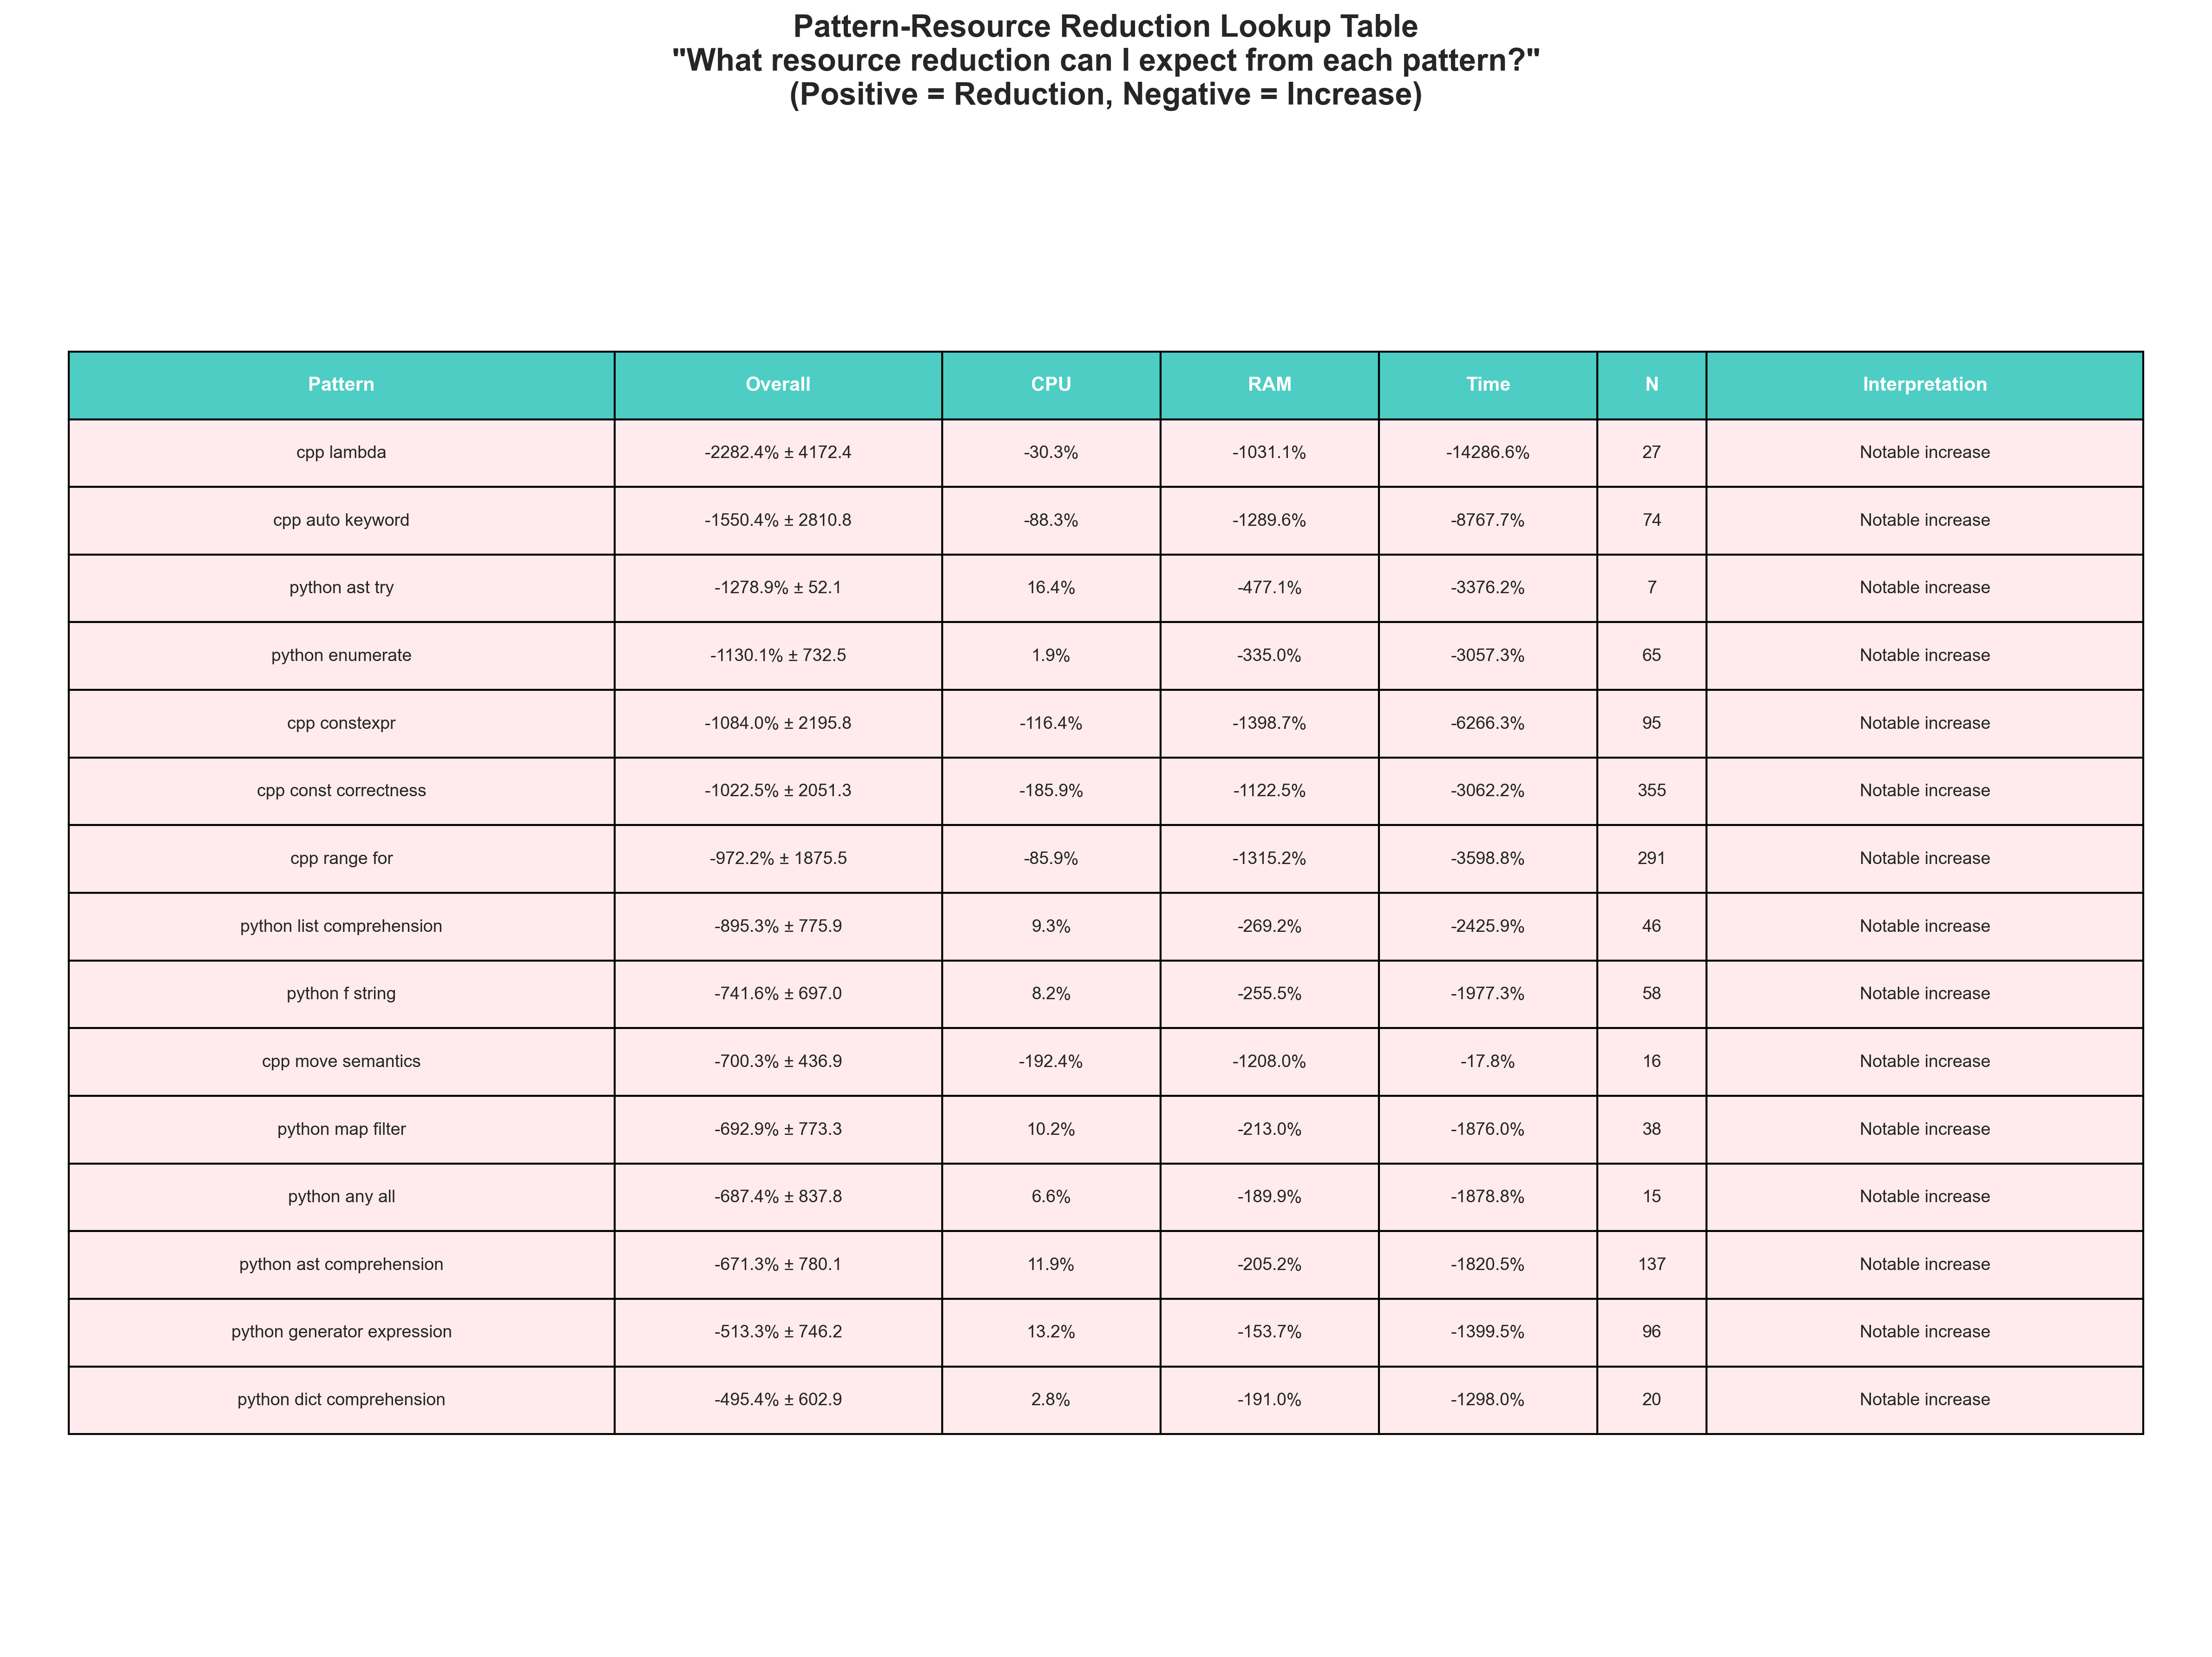 Pattern-Resource Reduction Lookup Table
"What resource reduction can I expect from each pattern?"
(Positive = Reduction, Negative = Increase)
Pattern Overall CPU RAM Time N Interpretation
cpp lambda -2282.4% ± 4172.4 -30.3% -1031.1% -14286.6% 27 Notable increase
cpp auto keyword -1550.4% ± 2810.8 -88.3% -1289.6% -8767.7% 74 Notable increase
python ast try -1278.9% ± 52.1 16.4% -477.1% -3376.2% 7 Notable increase
python enumerate -1130.1% ± 732.5 1.9% -335.0% -3057.3% 65 Notable increase
cpp constexpr -1084.0% ± 2195.8 -116.4% -1398.7% -6266.3% 95 Notable increase
cpp const correctness -1022.5% ± 2051.3 -185.9% -1122.5% -3062.2% 355 Notable increase
cpp range for -972.2% ± 1875.5 -85.9% -1315.2% -3598.8% 291 Notable increase
python list comprehension -895.3% ± 775.9 9.3% -269.2% -2425.9% 46 Notable increase
python f string -741.6% ± 697.0 8.2% -255.5% -1977.3% 58 Notable increase
cpp move semantics -700.3% ± 436.9 -192.4% -1208.0% -17.8% 16 Notable increase
python map filter -692.9% ± 773.3 10.2% -213.0% -1876.0% 38 Notable increase
python any all -687.4% ± 837.8 6.6% -189.9% -1878.8% 15 Notable increase
python ast comprehension -671.3% ± 780.1 11.9% -205.2% -1820.5% 137 Notable increase
python generator expression -513.3% ± 746.2 13.2% -153.7% -1399.5% 96 Notable increase
python dict comprehension -495.4% ± 602.9 2.8% -191.0% -1298.0% 20 Notable increase